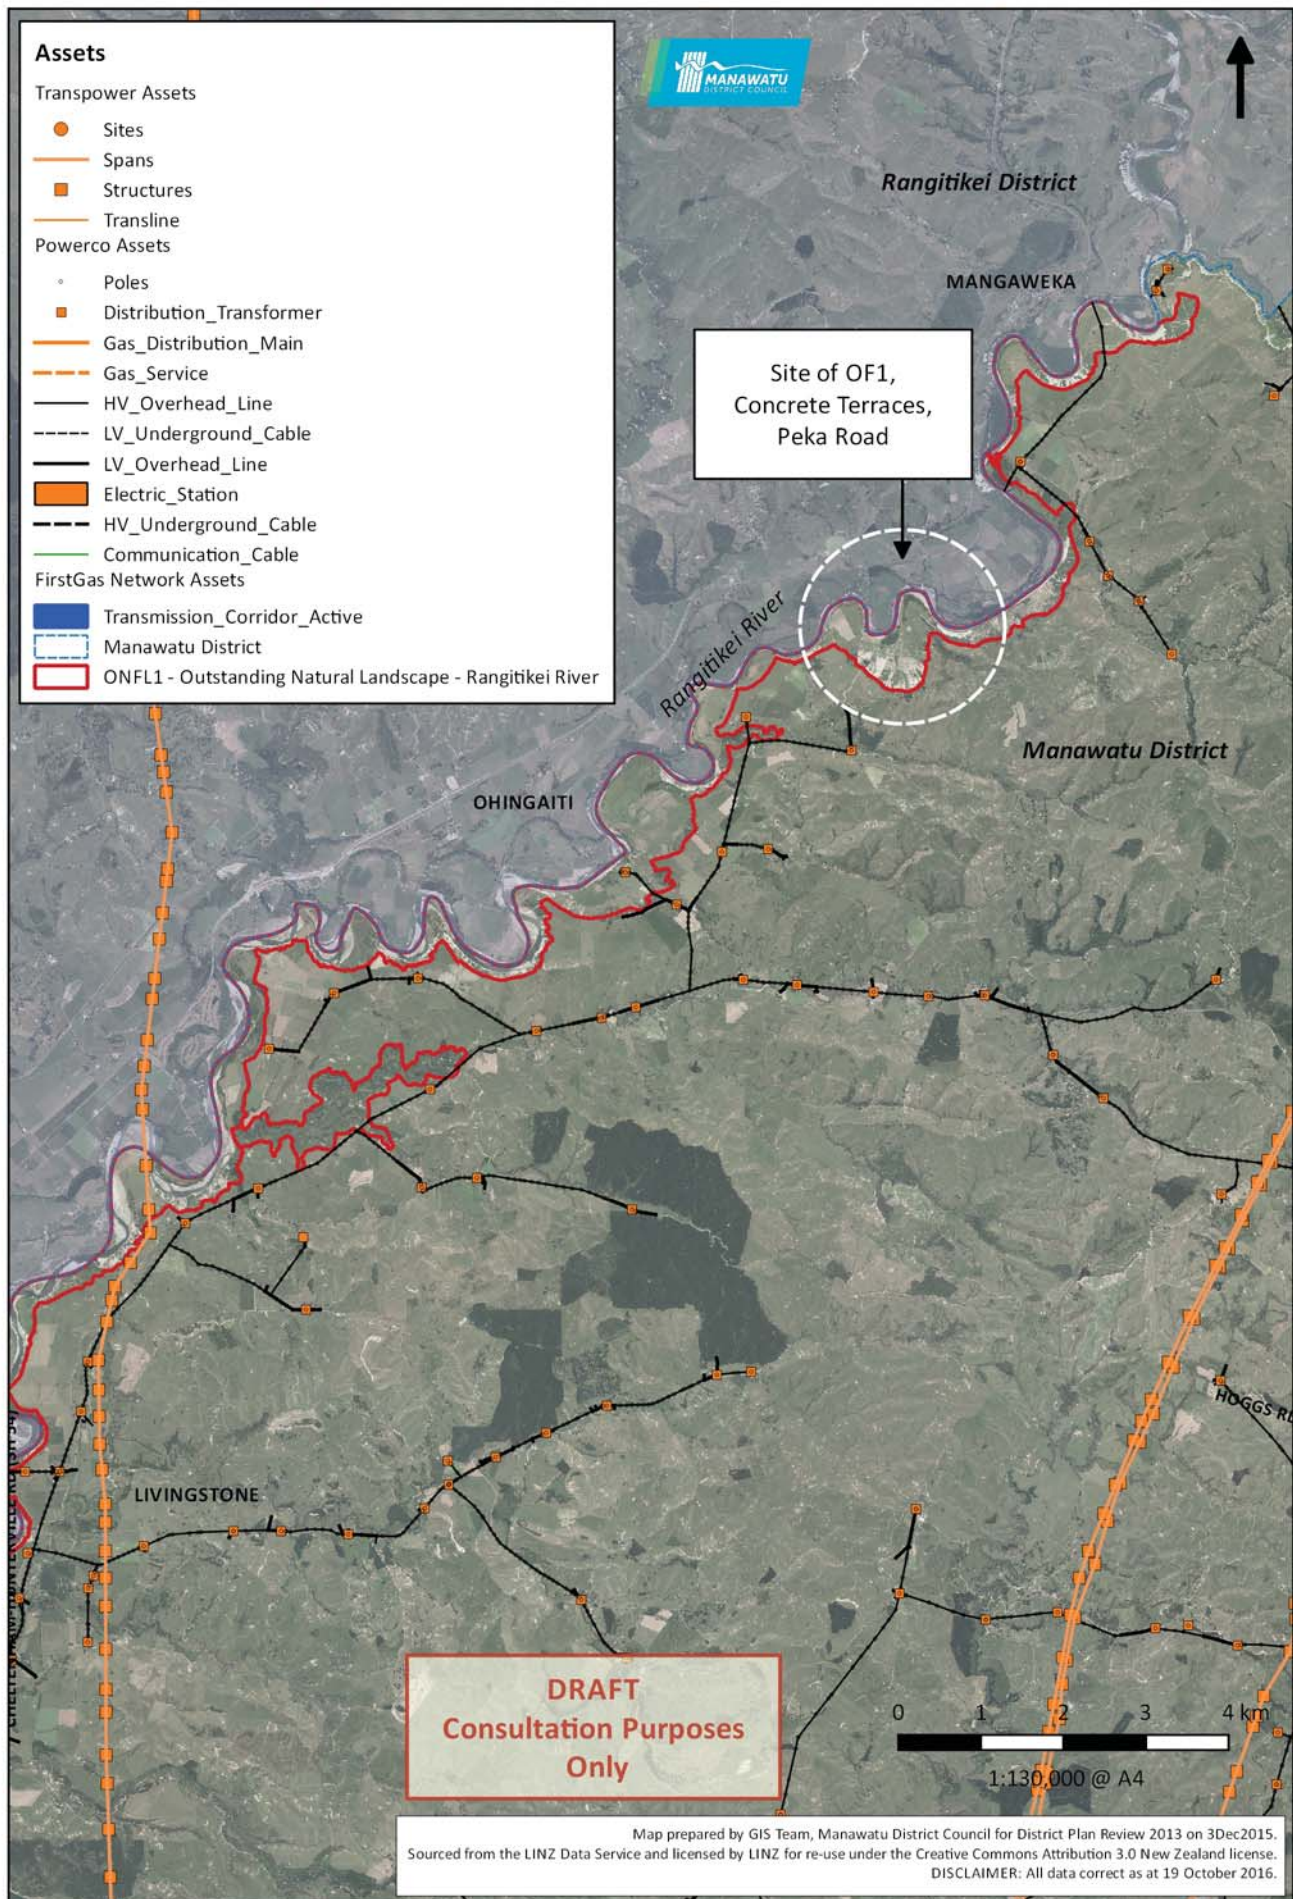 Assets
Transpower Assets
Sites
Spans
Structures
Transline
Powerco Assets
Poles
Distribution_Transformer
Gas_Distribution_Main
Gas_Service
HV_Overhead_Line
LV_Underground_Cable
LV_Overhead_Line
Electric_Station
HV_Underground_Cable
Communication_Cable
FirstGas Network Assets
Transmission_Corridor_Active
Manawatu District
ONFL1 - Outstanding Natural Landscape - Rangitikei River
MANAWATU
DISTRICT COUNCIL
Rangitikei District
MANGAWEKA
Site of OF1,
Concrete Terraces,
Peka Road
Rangitikei River
Manawatu District
OHINGAITI
HOGGS RD
LIVINGSTONE
DRAFT
Consultation Purposes
Only
0 1 2 3 4 km
1:130,000 @ A4
Map prepared by GIS Team, Manawatu District Council for District Plan Review 2013 on 3Dec2015.
Sourced from the LINZ Data Service and licensed by LINZ for re-use under the Creative Commons Attribution 3.0 New Zealand license.
DISCLAIMER: All data correct as at 19 October 2016.